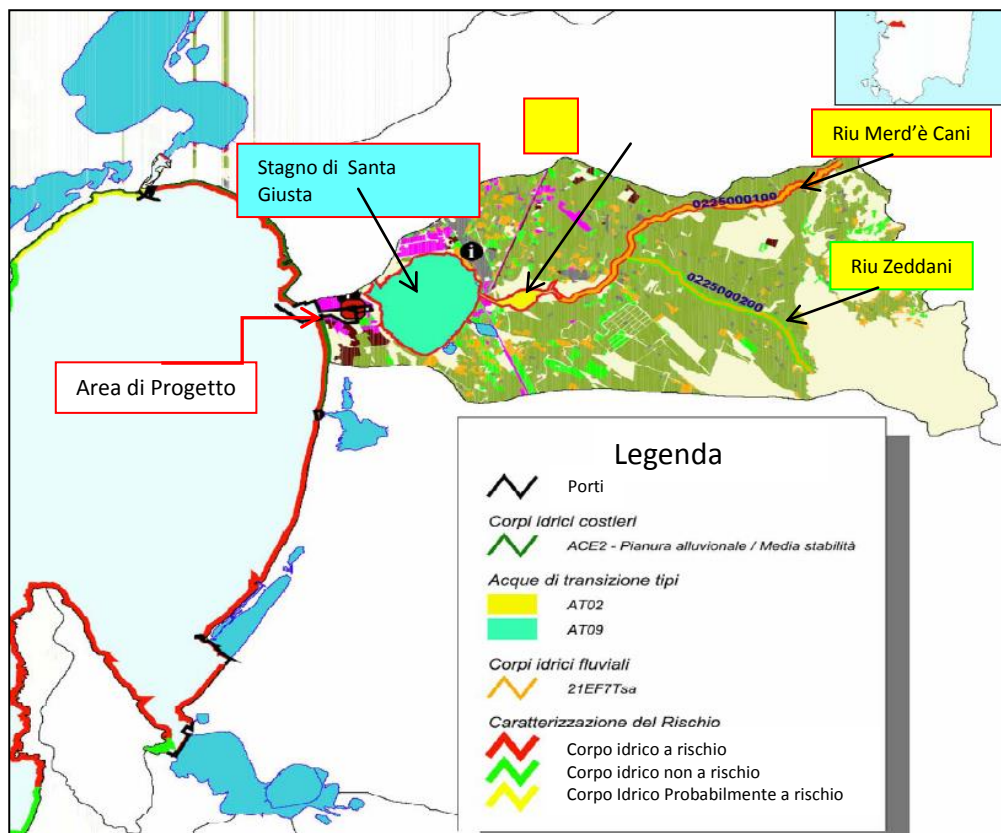 Riu Merd'è Cani
Stagno di Santa
Giusta
0225000100
i
Riu Zeddani
0225000200
Area di Progetto
Legenda
Porti
Corpi idrici costieri
ACE2 - Pianura alluvionale / Media stabilità
Acque di transizione tipi
AT02
AT09
Corpi idrici fluviali
21EF7Tsa
Caratterizzazione del Rischio
Corpo idrico a rischio
Corpo idrico non a rischio
Corpo Idrico Probabilmente a rischio